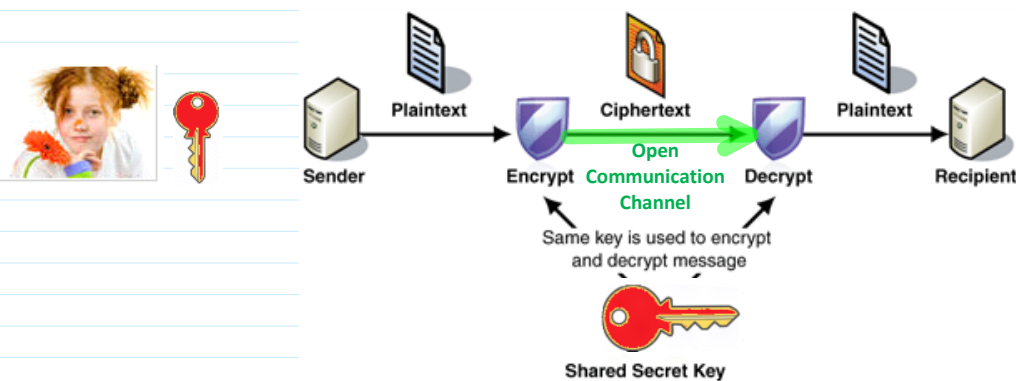 Plaintext
Ciphertext
Plaintext
Sender
Encrypt
Open
Communication
Channel
Decrypt
Recipient
Same key is used to encrypt
and decrypt message
Shared Secret Key